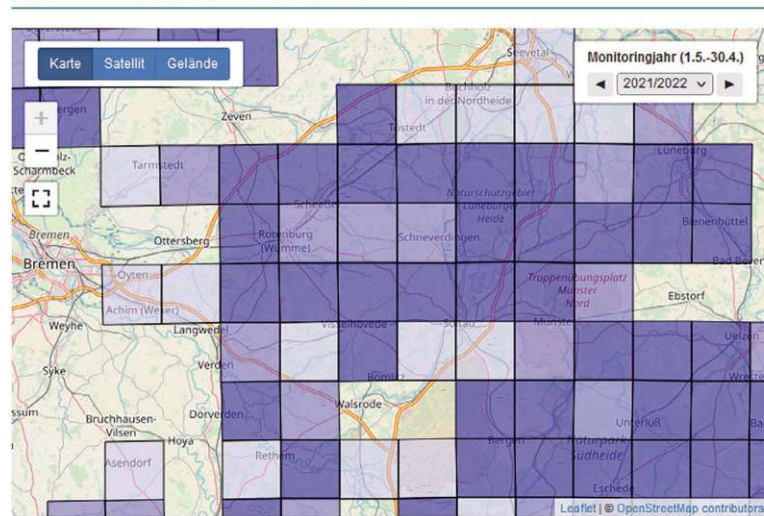 Karte Satellit Gelände
Monitoringjahr (1.5.-30.4.)
◄ 2021/2022 ►
+
−
Seevetal
Buchholz
in der Nordheide
Zeven
Tostedt
Scharmbeck
Tarmstedt
Lüneburg
Naturschutzgebiet
Lüneburger
Heide
Scheeßel
Bremen
Ottersberg
Rotenburg
(Wümme)
Schneverdingen
Bienenbüttel
Bremen
Oyten
Truppenübungsplatz
Munster
Nord
Ebstorf
Achim (Weser)
Weyhe
Langwedel
Visselhövede
Soltau
Munster
Uelzen
Syke
Verden
Bomlitz
Walsrode
Bruchhausen-
Vilsen
Dörverden
Hoya
Unterlüß
Asendorf
Rethem
Bergen
Naturpark
Südheide
Eschede
Leaflet | © OpenStreetMap contributors